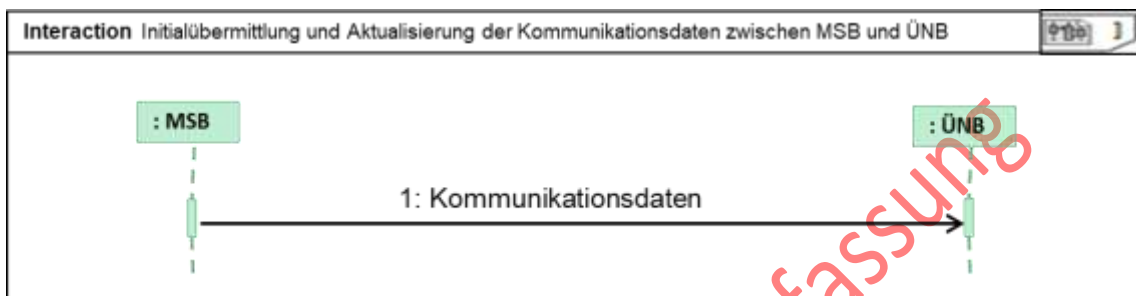 Interaction Initialübermittlung und Aktualisierung der Kommunikationsdaten zwischen MSB und ÜNB
: MSB
: ÜNB
1: Kommunikationsdaten
fassung